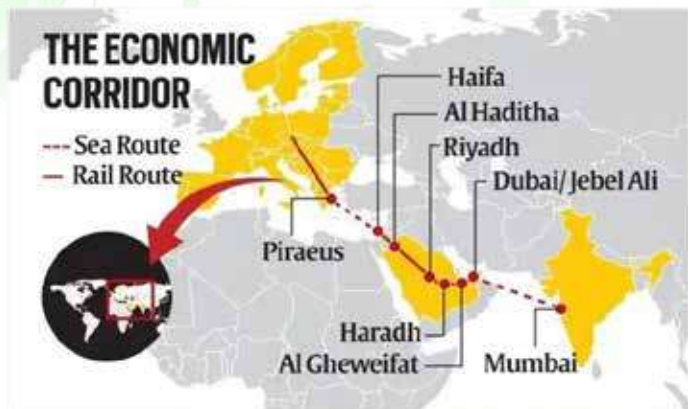 THE ECONOMIC
CORRIDOR
Sea Route
Rail Route
Haifa
Al Haditha
Riyadh
Dubai/ Jebel Ali
Piraeus
Haradh
Al Gheweifat
Mumbai